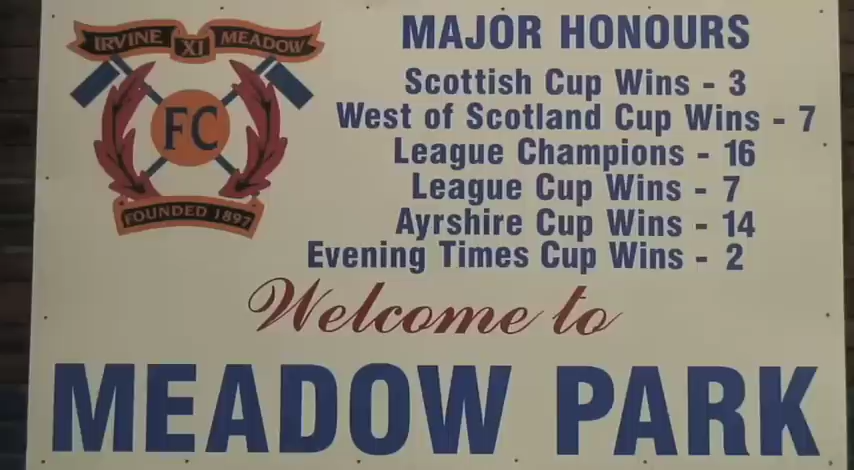 IRVINE XI MEADOW
FC
FOUNDED 1897
MAJOR HONOURS
Scottish Cup Wins - 3
West of Scotland Cup Wins - 7
League Champions - 16
League Cup Wins - 7
Ayrshire Cup Wins - 14
Evening Times Cup Wins - 2
Welcome to
MEADOW PARK